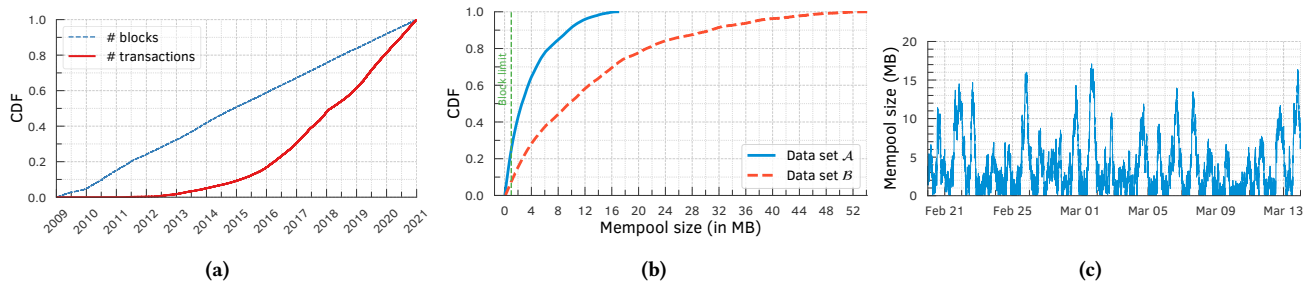 CDF
1.0
0.8
0.6
0.4
0.2
0.0
# blocks
# transactions
2009
2010
2011
2012
2013
2014
2015
2016
2017
2018
2019
2020
2021
(a)
CDF
1.0
0.8
0.6
0.4
0.2
0.0
Block limit
Data set 𝒜
Data set ℬ
0 4 8 12 16 20 24 28 32 36 40 44 48 52
Mempool size (in MB)
(b)
Mempool size (MB)
20
15
10
5
0
Feb 21 Feb 25 Mar 01 Mar 05 Mar 09 Mar 13
(c)